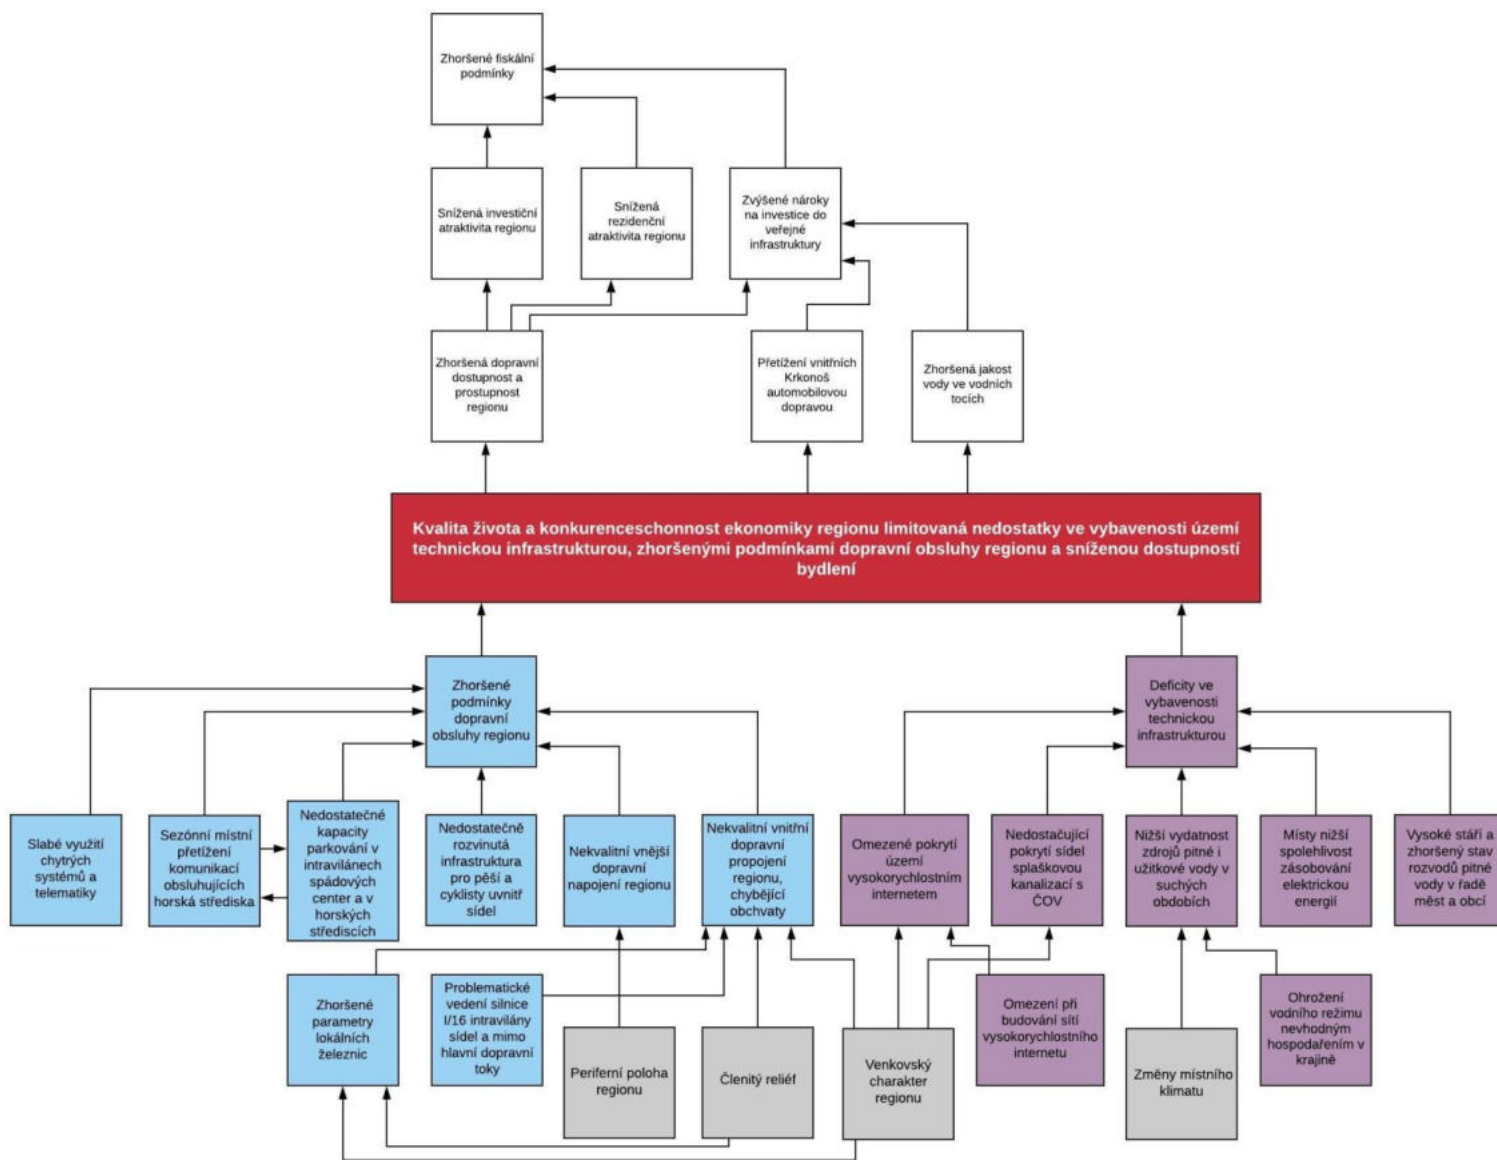 Zhoršené fiskální
podmínky
Snížená investiční
atraktivita regionu
Snížená
rezidenční
atraktivita regionu
Zvýšené nároky
na investice do
veřejné
infrastruktury
Zhoršená dopravní
dostupnost a
prostupnost
regionu
Přetížení vnitřních
Krkonoš
automobilovou
dopravou
Zhoršená jakost
vody ve vodních
tocích
Kvalita života a konkurenceschonnost ekonomiky regionu limitovaná nedostatky ve vybavenosti území
technickou infrastrukturou, zhoršenými podmínkami dopravní obsluhy regionu a sníženou dostupností
bydlení
Zhoršené
podmínky
dopravní
obsluhy regionu
Deficity ve
vybavenosti
technickou
infrastrukturou
Slabé využití
chytrých
systémů a
telematiky
Sezónní místní
přetížení
komunikací
obsluhujících
horská střediska
Nedostatečné
kapacity
parkování v
intravilánech
spádových
center a v
horských
střediscích
Nedostatečně
rozvinutá
infrastruktura
pro pěší a
cyklisty uvnitř
sídel
Nekvalitní vnější
dopravní
napojení regionu
Nekvalitní vnitřní
dopravní
propojení
regionu,
chybějící
obchvaty
Omezené pokrytí
území
vysokorychlostním
internetem
Nedostačující
pokrytí sídel
splaškovou
kanalizací s
ČOV
Nižší vydatnost
zdrojů pitné i
užitkové vody v
suchých
obdobích
Místy nižší
spolehlivost
zásobování
elektrickou
energií
Vysoké stáří a
zhoršený stav
rozvodů pitné
vody v řadě
měst a obcí
Zhoršené
parametry
lokálních
železnic
Problematické
vedení silnice
I/16 intravilány
sídel a mimo
hlavní dopravní
toky
Periferní poloha
regionu
Členitý reliéf
Venkovský
charakter
regionu
Omezení při
budování sítí
vysokorychlostního
internetu
Změny místního
klimatu
Ohrožení
vodního režimu
nevhodným
hospodařením v
krajině